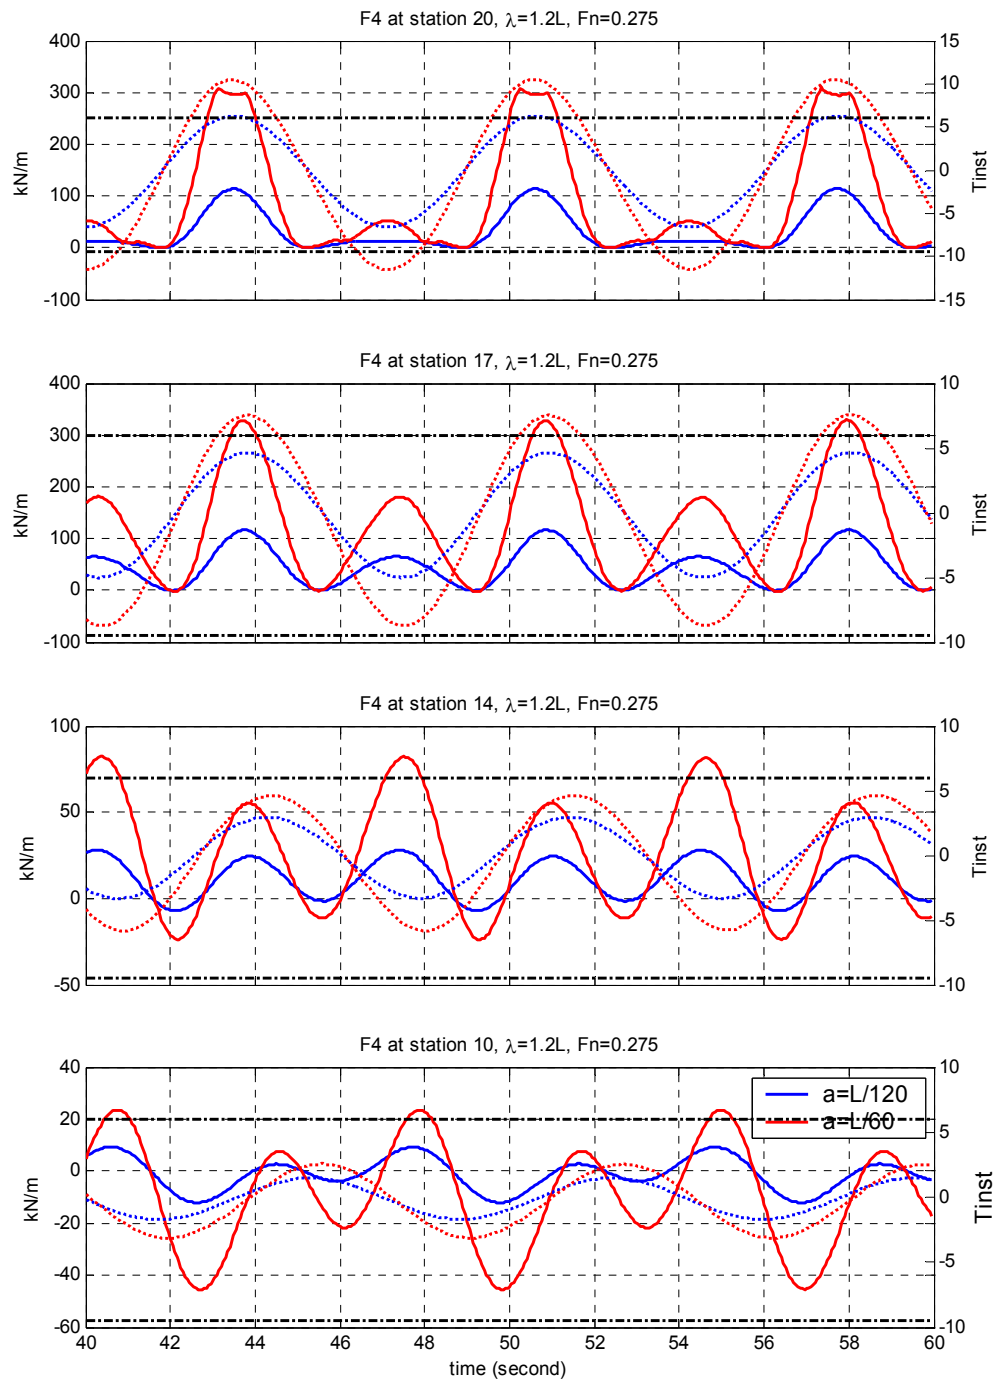 F4 at station 20, λ=1.2L, Fn=0.275
400
300
200
100
0
-100
kN/m
15
10
5
0
-5
-10
-15
Tinst
F4 at station 17, λ=1.2L, Fn=0.275
400
300
200
100
0
-100
kN/m
10
5
0
-5
-10
Tinst
F4 at station 14, λ=1.2L, Fn=0.275
100
50
0
-50
kN/m
10
5
0
-5
-10
Tinst
F4 at station 10, λ=1.2L, Fn=0.275
40
20
0
-20
-40
-60
kN/m
10
5
0
-5
-10
Tinst
a=L/120
a=L/60
40 42 44 46 48 50 52 54 56 58 60
time (second)